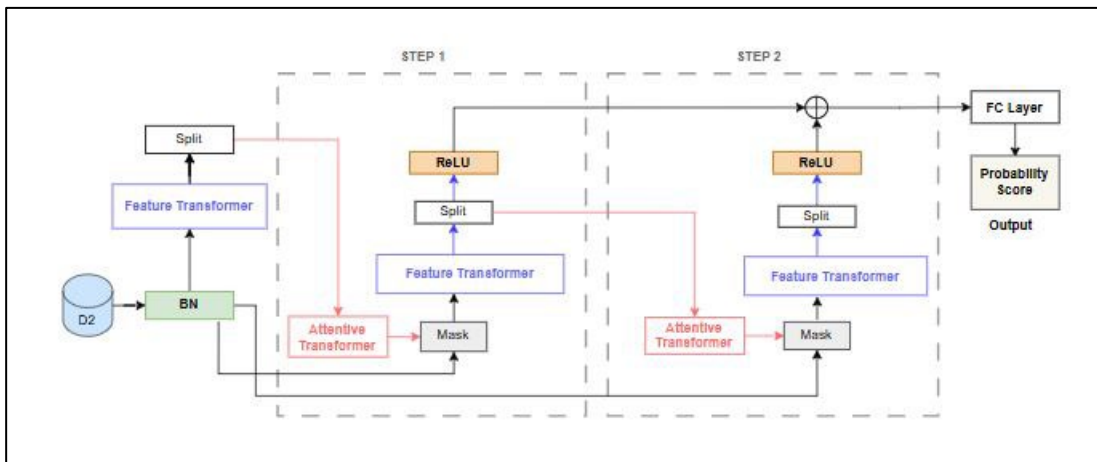 STEP 1
STEP 2
Split
Feature Transformer
D2
BN
ReLU
Split
Feature Transformer
Attentive
Transformer
Mask
ReLU
Split
Feature Transformer
Attentive
Transformer
Mask
FC Layer
Probability
Score
Output